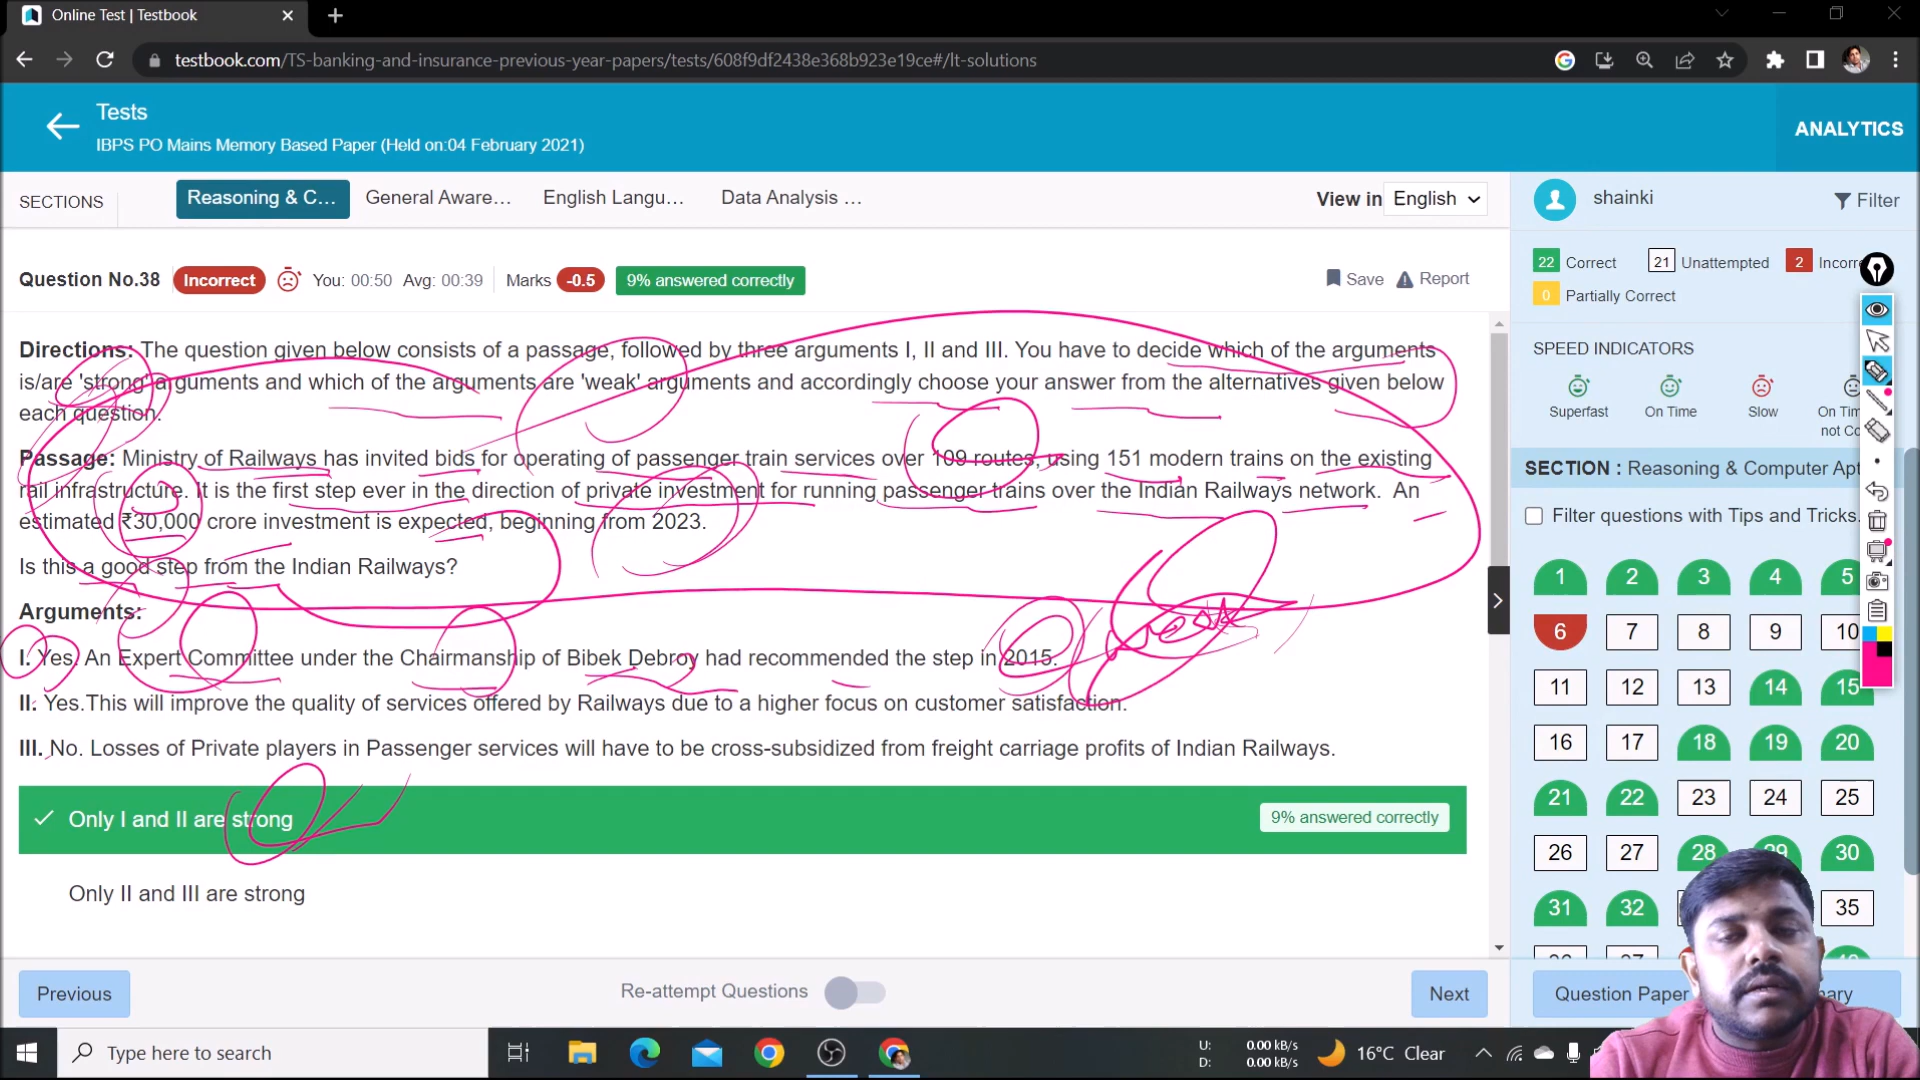 Online Test | Testbook
testbook.com/TS-banking-and-insurance-previous-year-papers/tests/608f9df2438e368b923e19ce#/lt-solutions
Tests
IBPS PO Mains Memory Based Paper (Held on:04 February 2021)
ANALYTICS
SECTIONS
Reasoning & C...
General Aware...
English Langu...
Data Analysis ...
View in
English
shainki
Filter
Question No.38
Incorrect
You: 00:50 Avg: 00:39
Marks
-0.5
9% answered correctly
Save
Report
22 Correct
21 Unattempted
2 Incorre
0 Partially Correct
Directions: The question given below consists of a passage, followed by three arguments I, II and III. You have to decide which of the arguments
is/are 'strong' arguments and which of the arguments are 'weak' arguments and accordingly choose your answer from the alternatives given below
each question.
Passage: Ministry of Railways has invited bids for operating of passenger train services over 109 routes, using 151 modern trains on the existing
rail infrastructure. It is the first step ever in the direction of private investment for running passenger trains over the Indian Railways network. An
estimated ₹30,000 crore investment is expected, beginning from 2023.
Is this a good step from the Indian Railways?
Arguments:
I. Yes. An Expert Committee under the Chairmanship of Bibek Debroy had recommended the step in 2015.
II. Yes.This will improve the quality of services offered by Railways due to a higher focus on customer satisfaction.
III. No. Losses of Private players in Passenger services will have to be cross-subsidized from freight carriage profits of Indian Railways.
Only I and II are strong
9% answered correctly
Only II and III are strong
SPEED INDICATORS
Superfast
On Time
Slow
On Tim
not Co
SECTION : Reasoning & Computer Apt
Filter questions with Tips and Tricks.
1 2 3 4 5
6 7 8 9 10
11 12 13 14 15
16 17 18 19 20
21 22 23 24 25
26 27 28 29 30
31 32 35
Previous
Re-attempt Questions
Next
Question Paper
Type here to search
U: 0.00 kB/s
D: 0.00 kB/s
16°C Clear